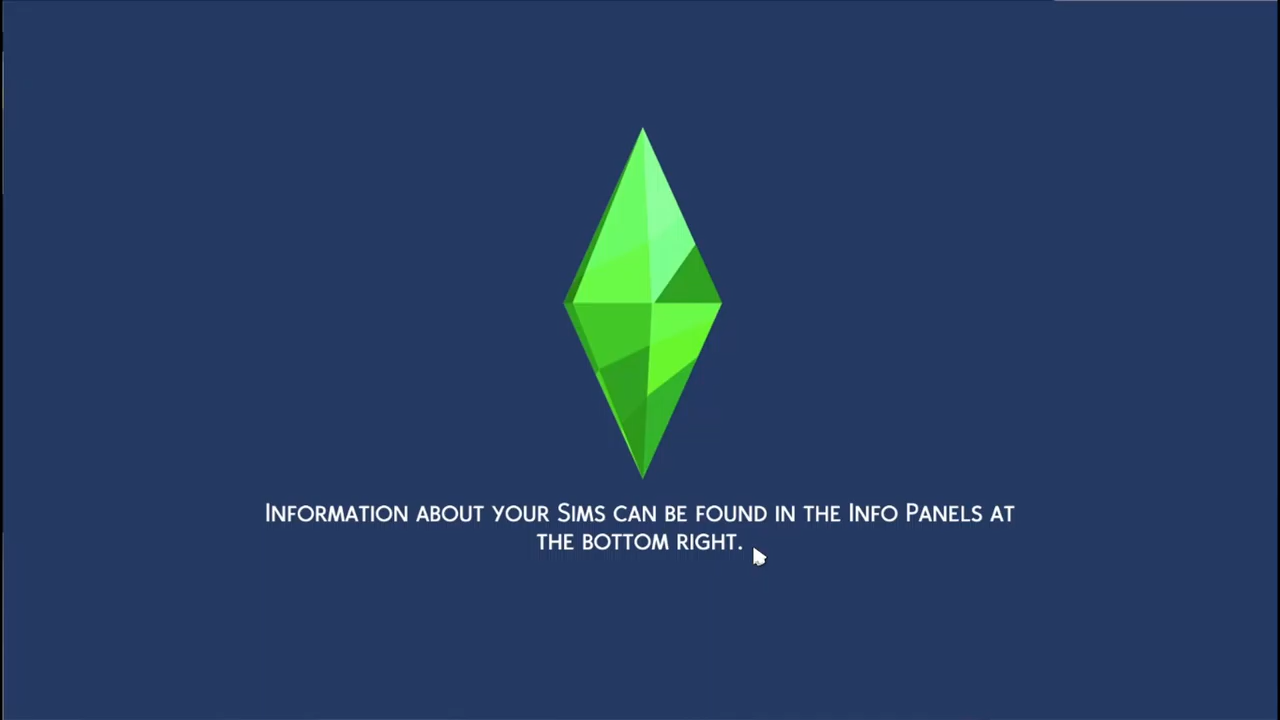 Information about your Sims can be found in the Info Panels at
the bottom right.